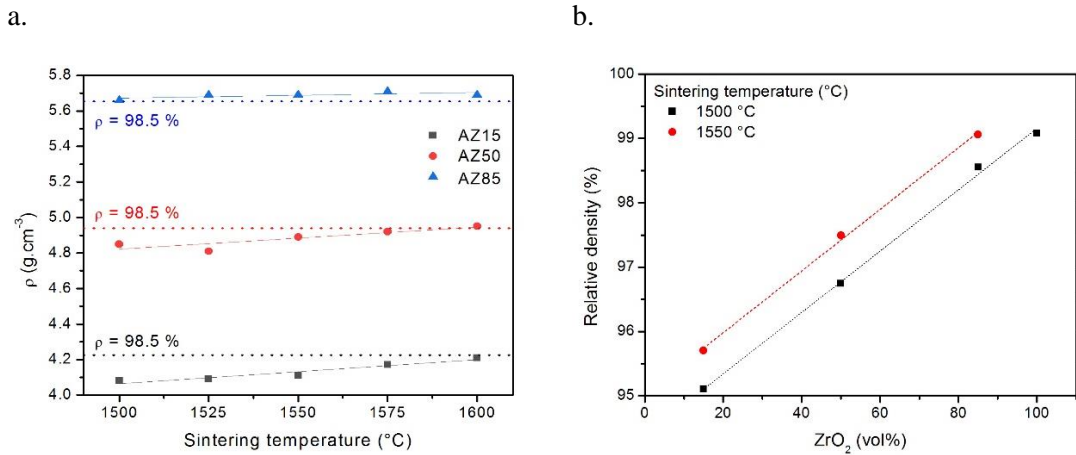 a.
5.8
5.6
5.4
5.2
5.0
4.8
4.6
4.4
4.2
4.0
ρ (g.cm⁻³)
ρ = 98.5 %
AZ15
AZ50
AZ85
ρ = 98.5 %
ρ = 98.5 %
1500 1525 1550 1575 1600
Sintering temperature (°C)
b.
100
99
98
97
96
95
Relative density (%)
Sintering temperature (°C)
1500 °C
1550 °C
0 20 40 60 80 100
ZrO₂ (vol%)